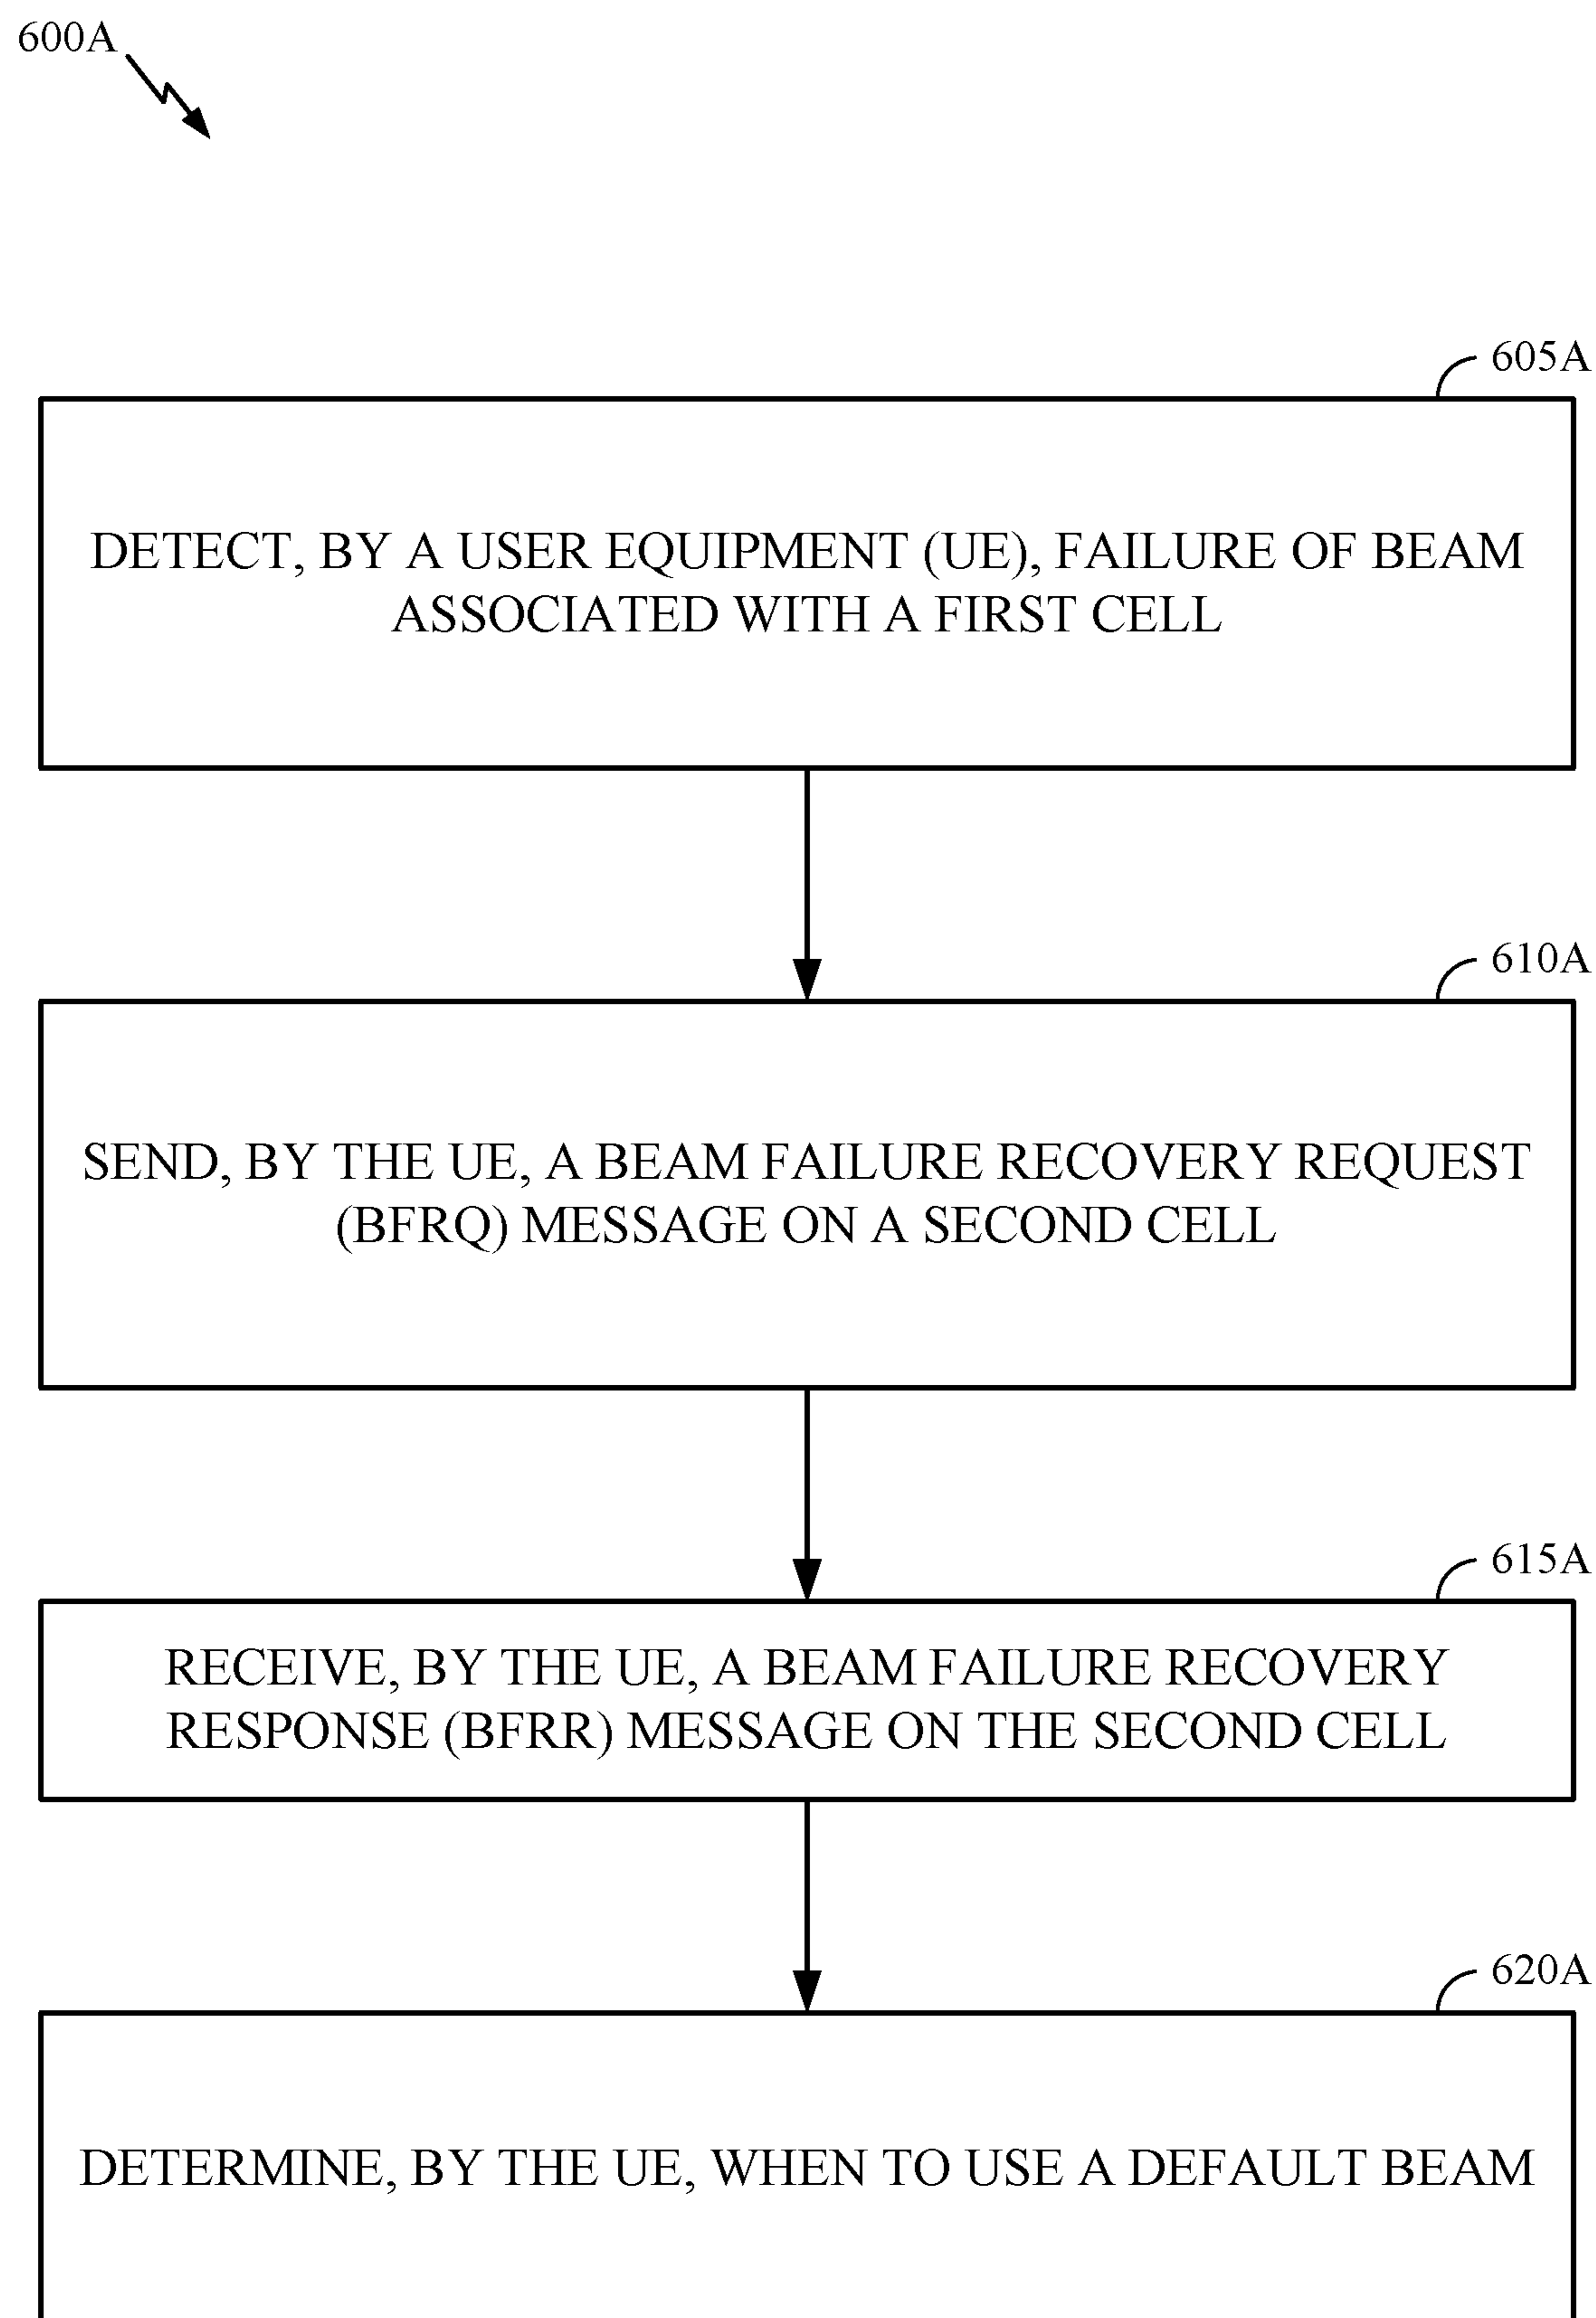 600A
605A
DETECT, BY A USER EQUIPMENT (UE), FAILURE OF BEAM
ASSOCIATED WITH A FIRST CELL
610A
SEND, BY THE UE, A BEAM FAILURE RECOVERY REQUEST
(BFRQ) MESSAGE ON A SECOND CELL
615A
RECEIVE, BY THE UE, A BEAM FAILURE RECOVERY
RESPONSE (BFRR) MESSAGE ON THE SECOND CELL
620A
DETERMINE, BY THE UE, WHEN TO USE A DEFAULT BEAM